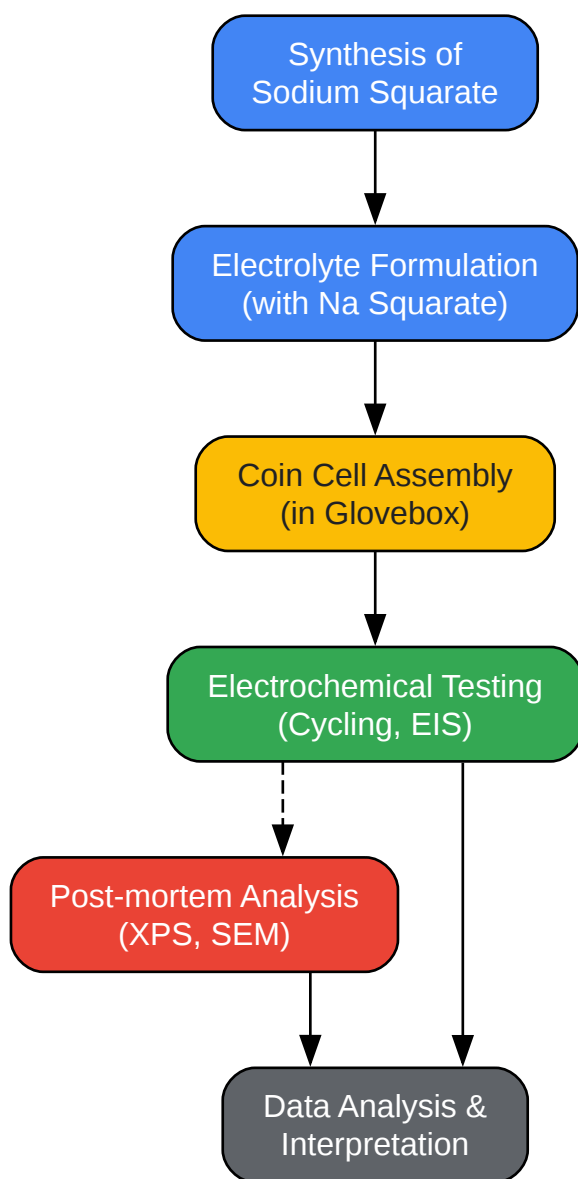 Synthesis of
Sodium Squarate
Electrolyte Formulation
(with Na Squarate)
Coin Cell Assembly
(in Glovebox)
Electrochemical Testing
(Cycling, EIS)
Post-mortem Analysis
(XPS, SEM)
Data Analysis &
Interpretation